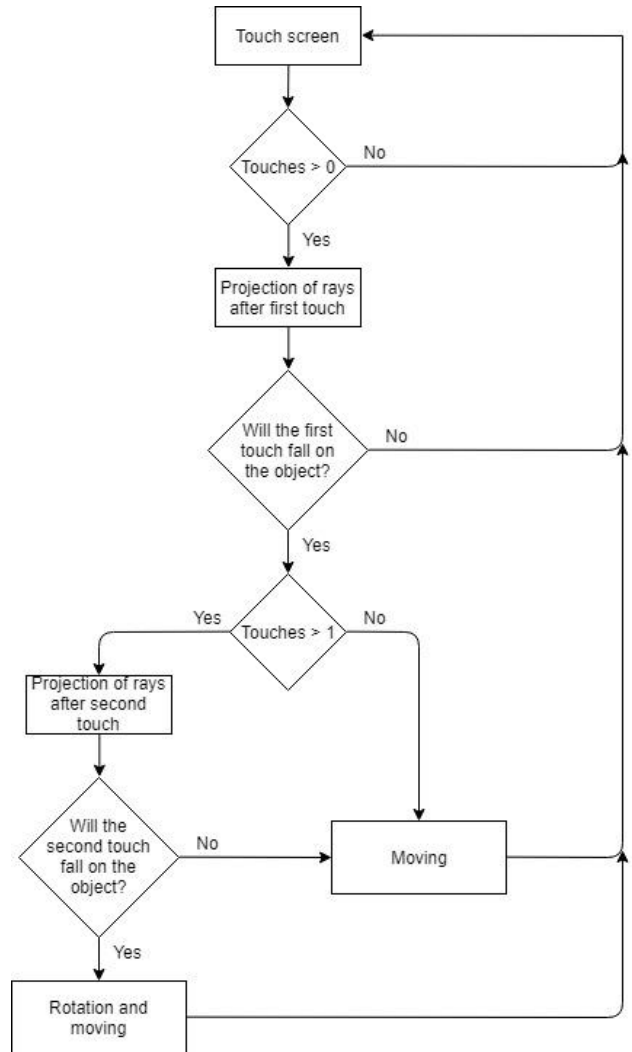 Touch screen
Touches > 0
No
Yes
Projection of rays
after first touch
Will the first
touch fall on
the object?
No
Yes
Touches > 1
Yes
No
Projection of rays
after second
touch
Will the
second touch
fall on the
object?
No
Moving
Yes
Rotation and
moving